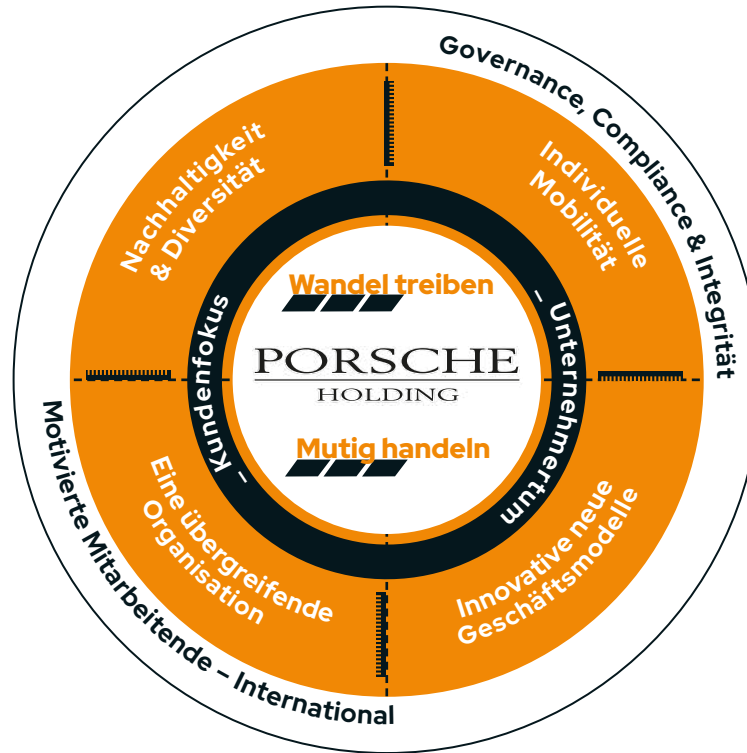 Governance, Compliance & Integrität
Nachhaltigkeit
& Diversität
Individuelle
Mobilität
Wandel treiben
– Kundenfokus
– Unternehmertum
PORSCHE
HOLDING
Mutig handeln
Eine übergreifende
Organisation
Innovative neue
Geschäftsmodelle
Motivierte Mitarbeitende – International